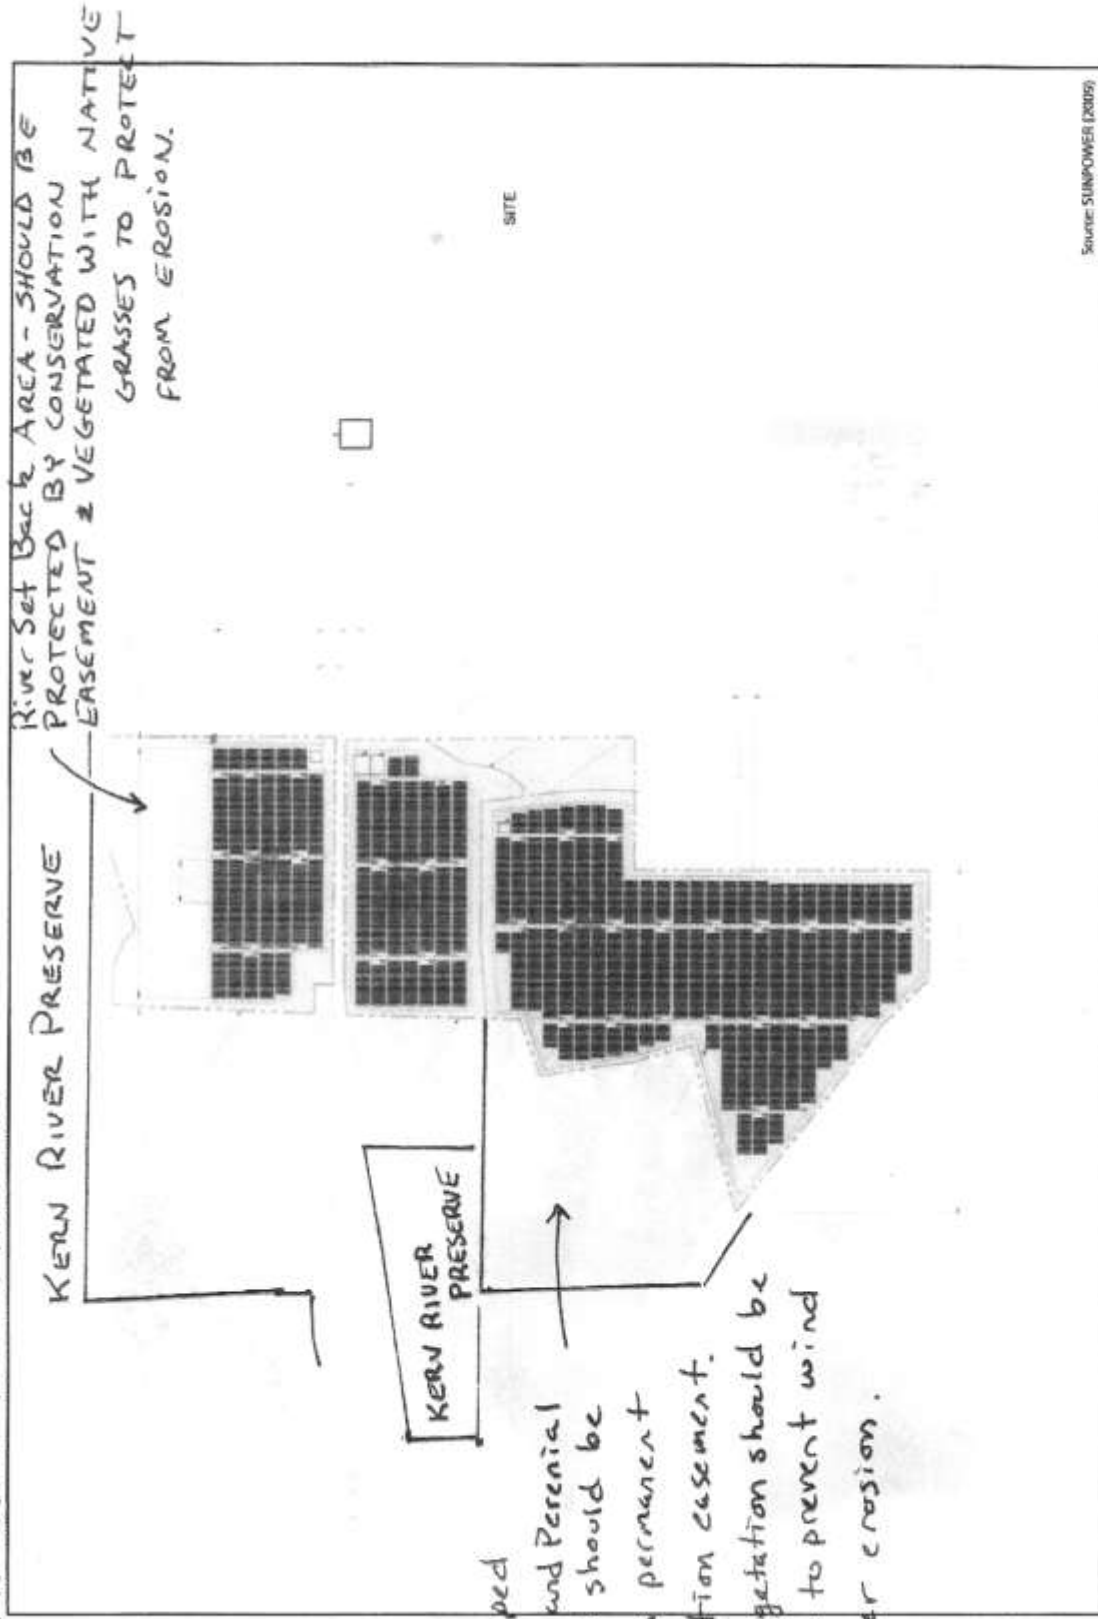 River Set Back AREA - SHOULD BE
PROTECTED BY CONSERVATION
EASEMENT & VEGETATED WITH NATIVE
GRASSES TO PROTECT
FROM EROSION.
KERN RIVER PRESERVE
SITE
KERN RIVER
PRESERVE
ped
and Perenial
should be
permanent
tion easement.
getation should be
to prevent wind
er erosion.
Source: SUNPOWER (2009)